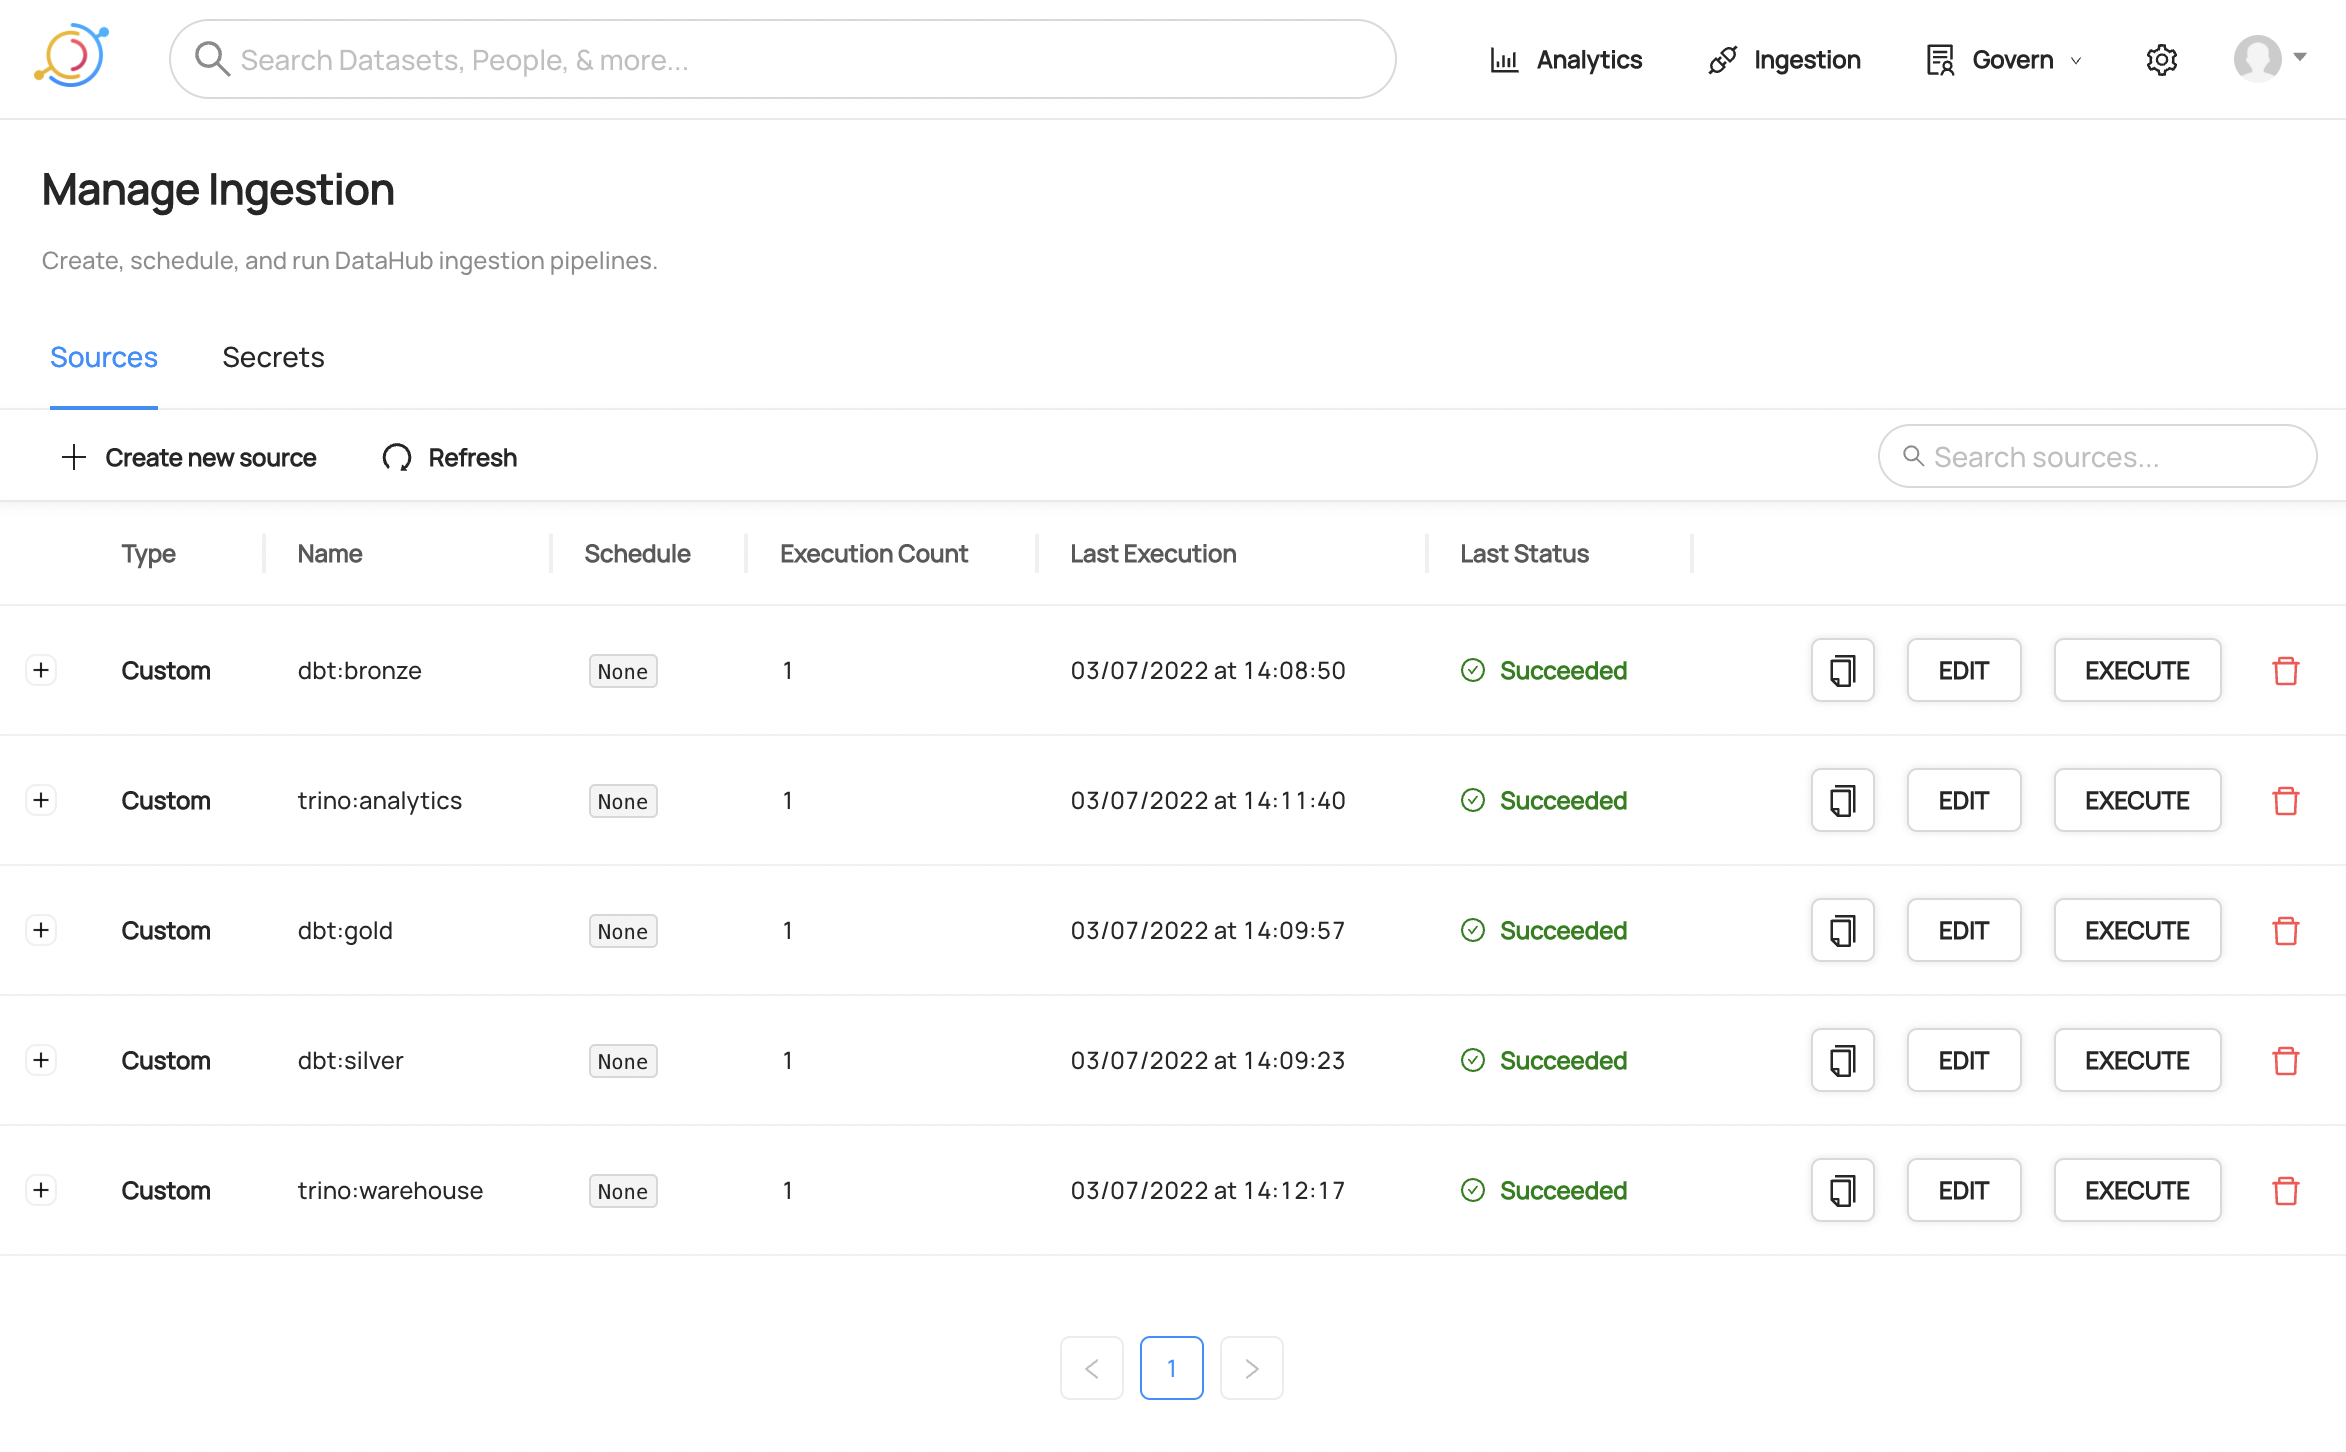 Search Datasets, People, & more... Analytics Ingestion Govern
Manage Ingestion
Create, schedule, and run DataHub ingestion pipelines.
Sources Secrets
Create new source Refresh Search sources...
Type Name Schedule Execution Count Last Execution Last Status
Custom dbt:bronze None 1 03/07/2022 at 14:08:50 Succeeded EDIT EXECUTE
Custom trino:analytics None 1 03/07/2022 at 14:11:40 Succeeded EDIT EXECUTE
Custom dbt:gold None 1 03/07/2022 at 14:09:57 Succeeded EDIT EXECUTE
Custom dbt:silver None 1 03/07/2022 at 14:09:23 Succeeded EDIT EXECUTE
Custom trino:warehouse None 1 03/07/2022 at 14:12:17 Succeeded EDIT EXECUTE
1